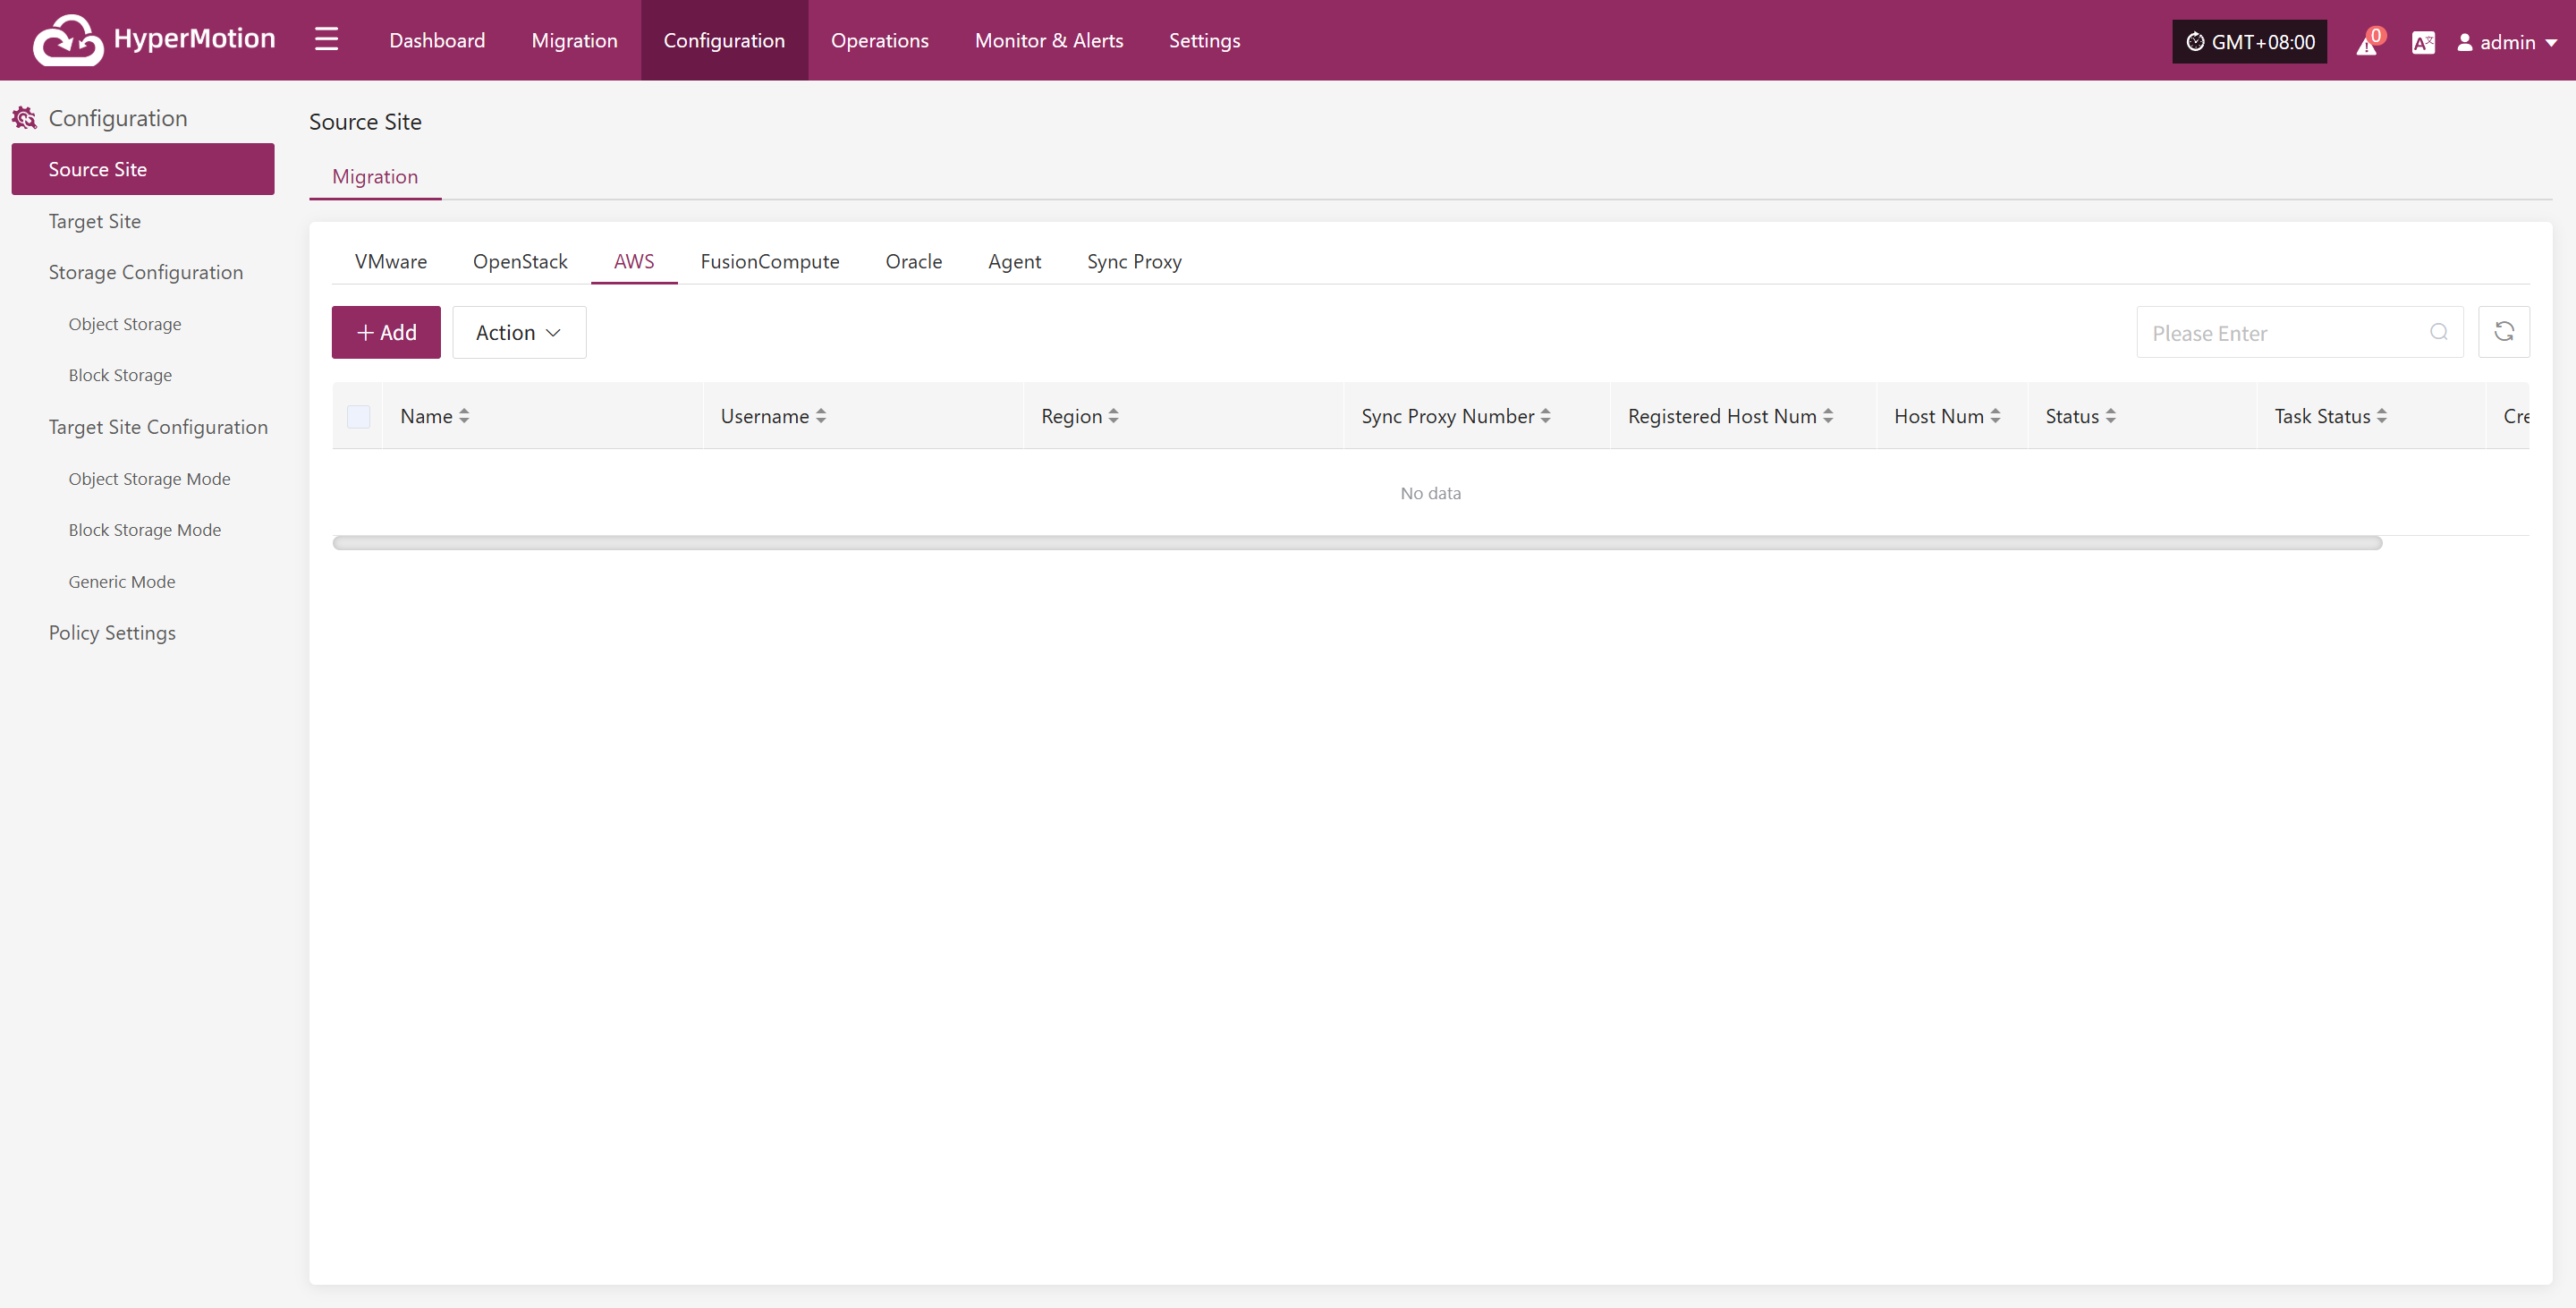 HyperMotion
Dashboard Migration Configuration Operations Monitor & Alerts Settings
GMT+08:00 0 A文 admin
Configuration
Source Site
Target Site
Storage Configuration
Object Storage
Block Storage
Target Site Configuration
Object Storage Mode
Block Storage Mode
Generic Mode
Policy Settings
Source Site
Migration
VMware OpenStack AWS FusionCompute Oracle Agent Sync Proxy
Add Action Please Enter
Name Username Region Sync Proxy Number Registered Host Num Host Num Status Task Status Cre
No data